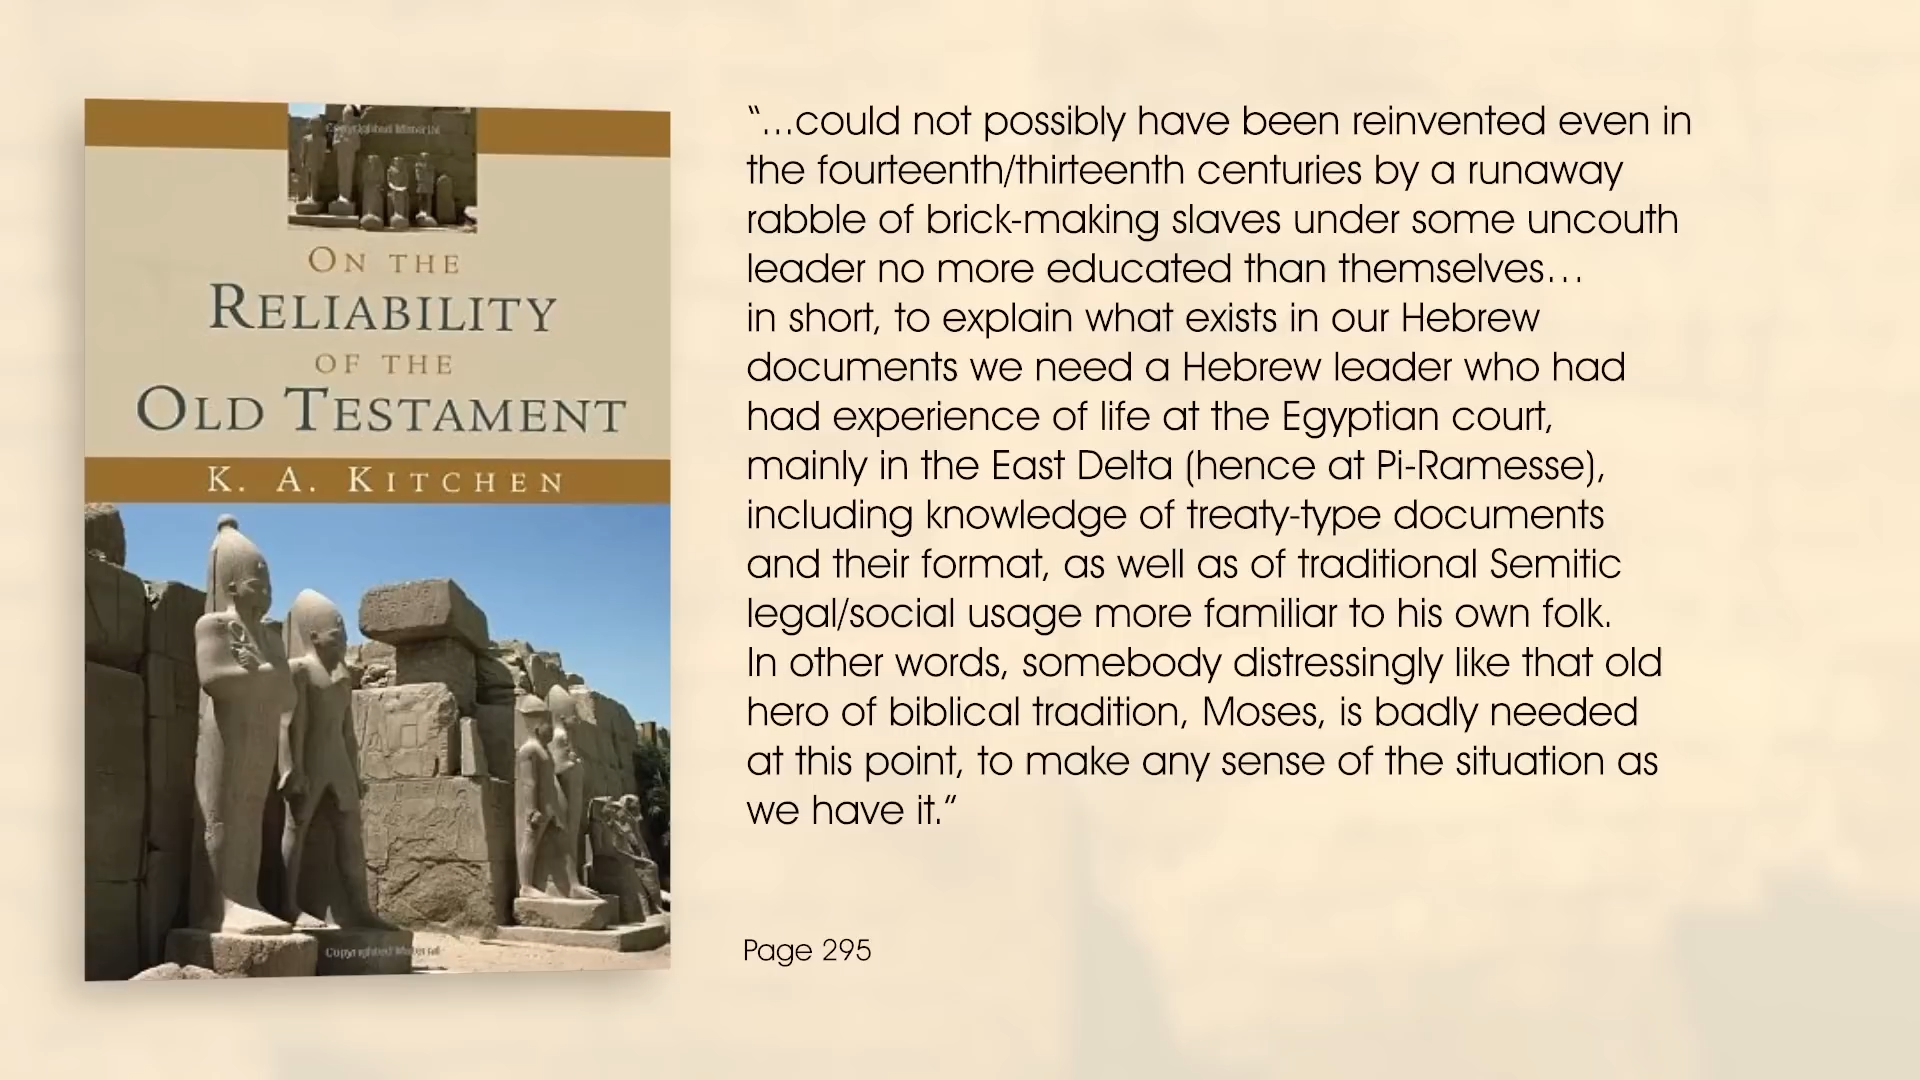 Copyrighted Material
ON THE
RELIABILITY
OF THE
OLD TESTAMENT
K. A. KITCHEN
Copyrighted Material
“...could not possibly have been reinvented even in
the fourteenth/thirteenth centuries by a runaway
rabble of brick-making slaves under some uncouth
leader no more educated than themselves...
in short, to explain what exists in our Hebrew
documents we need a Hebrew leader who had
had experience of life at the Egyptian court,
mainly in the East Delta (hence at Pi-Ramesse),
including knowledge of treaty-type documents
and their format, as well as of traditional Semitic
legal/social usage more familiar to his own folk.
In other words, somebody distressingly like that old
hero of biblical tradition, Moses, is badly needed
at this point, to make any sense of the situation as
we have it.”
Page 295